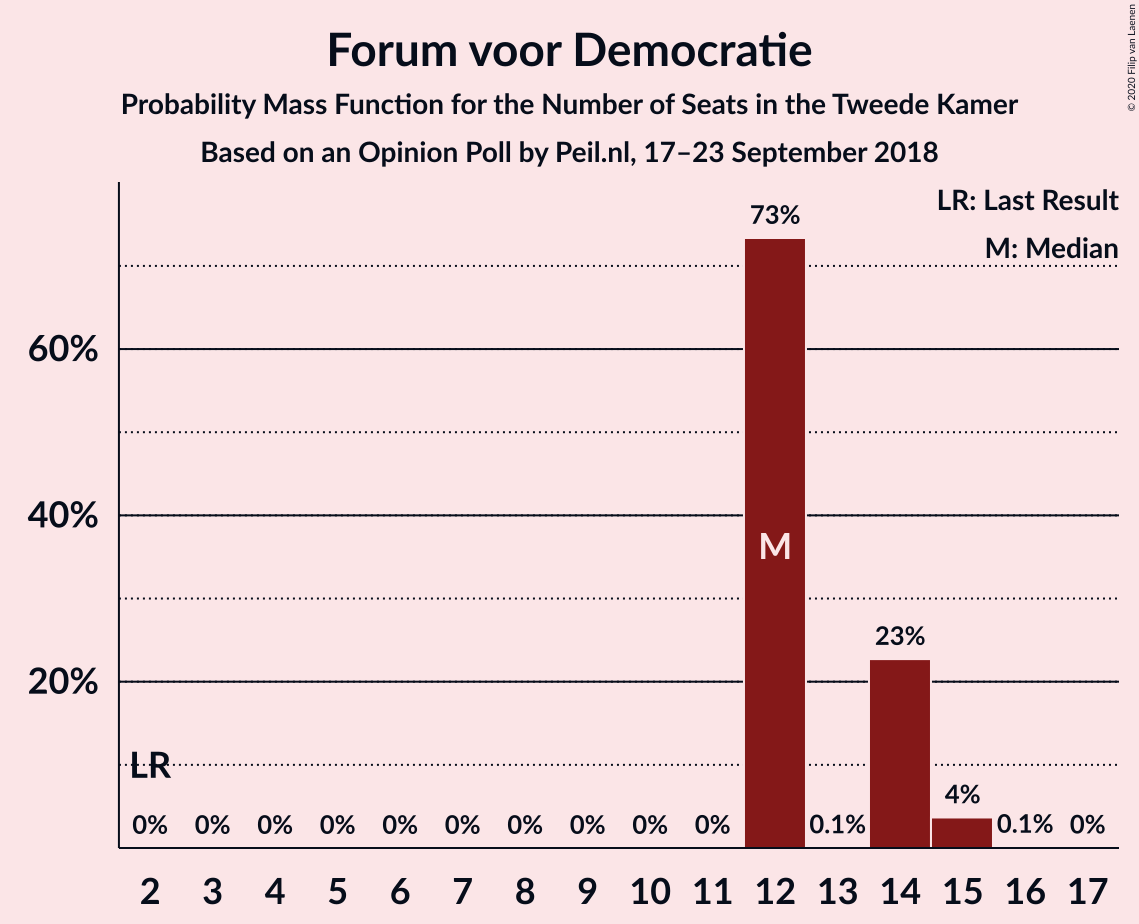 Forum voor Democratie
Probability Mass Function for the Number of Seats in the Tweede Kamer
Based on an Opinion Poll by Peil.nl, 17–23 September 2018
© 2020 Filip van Laenen
LR: Last Result
M: Median
73%
60%
40%
M
23%
20%
LR
4%
0% 0% 0% 0% 0% 0% 0% 0% 0% 0% 0.1% 0.1% 0%
2 3 4 5 6 7 8 9 10 11 12 13 14 15 16 17